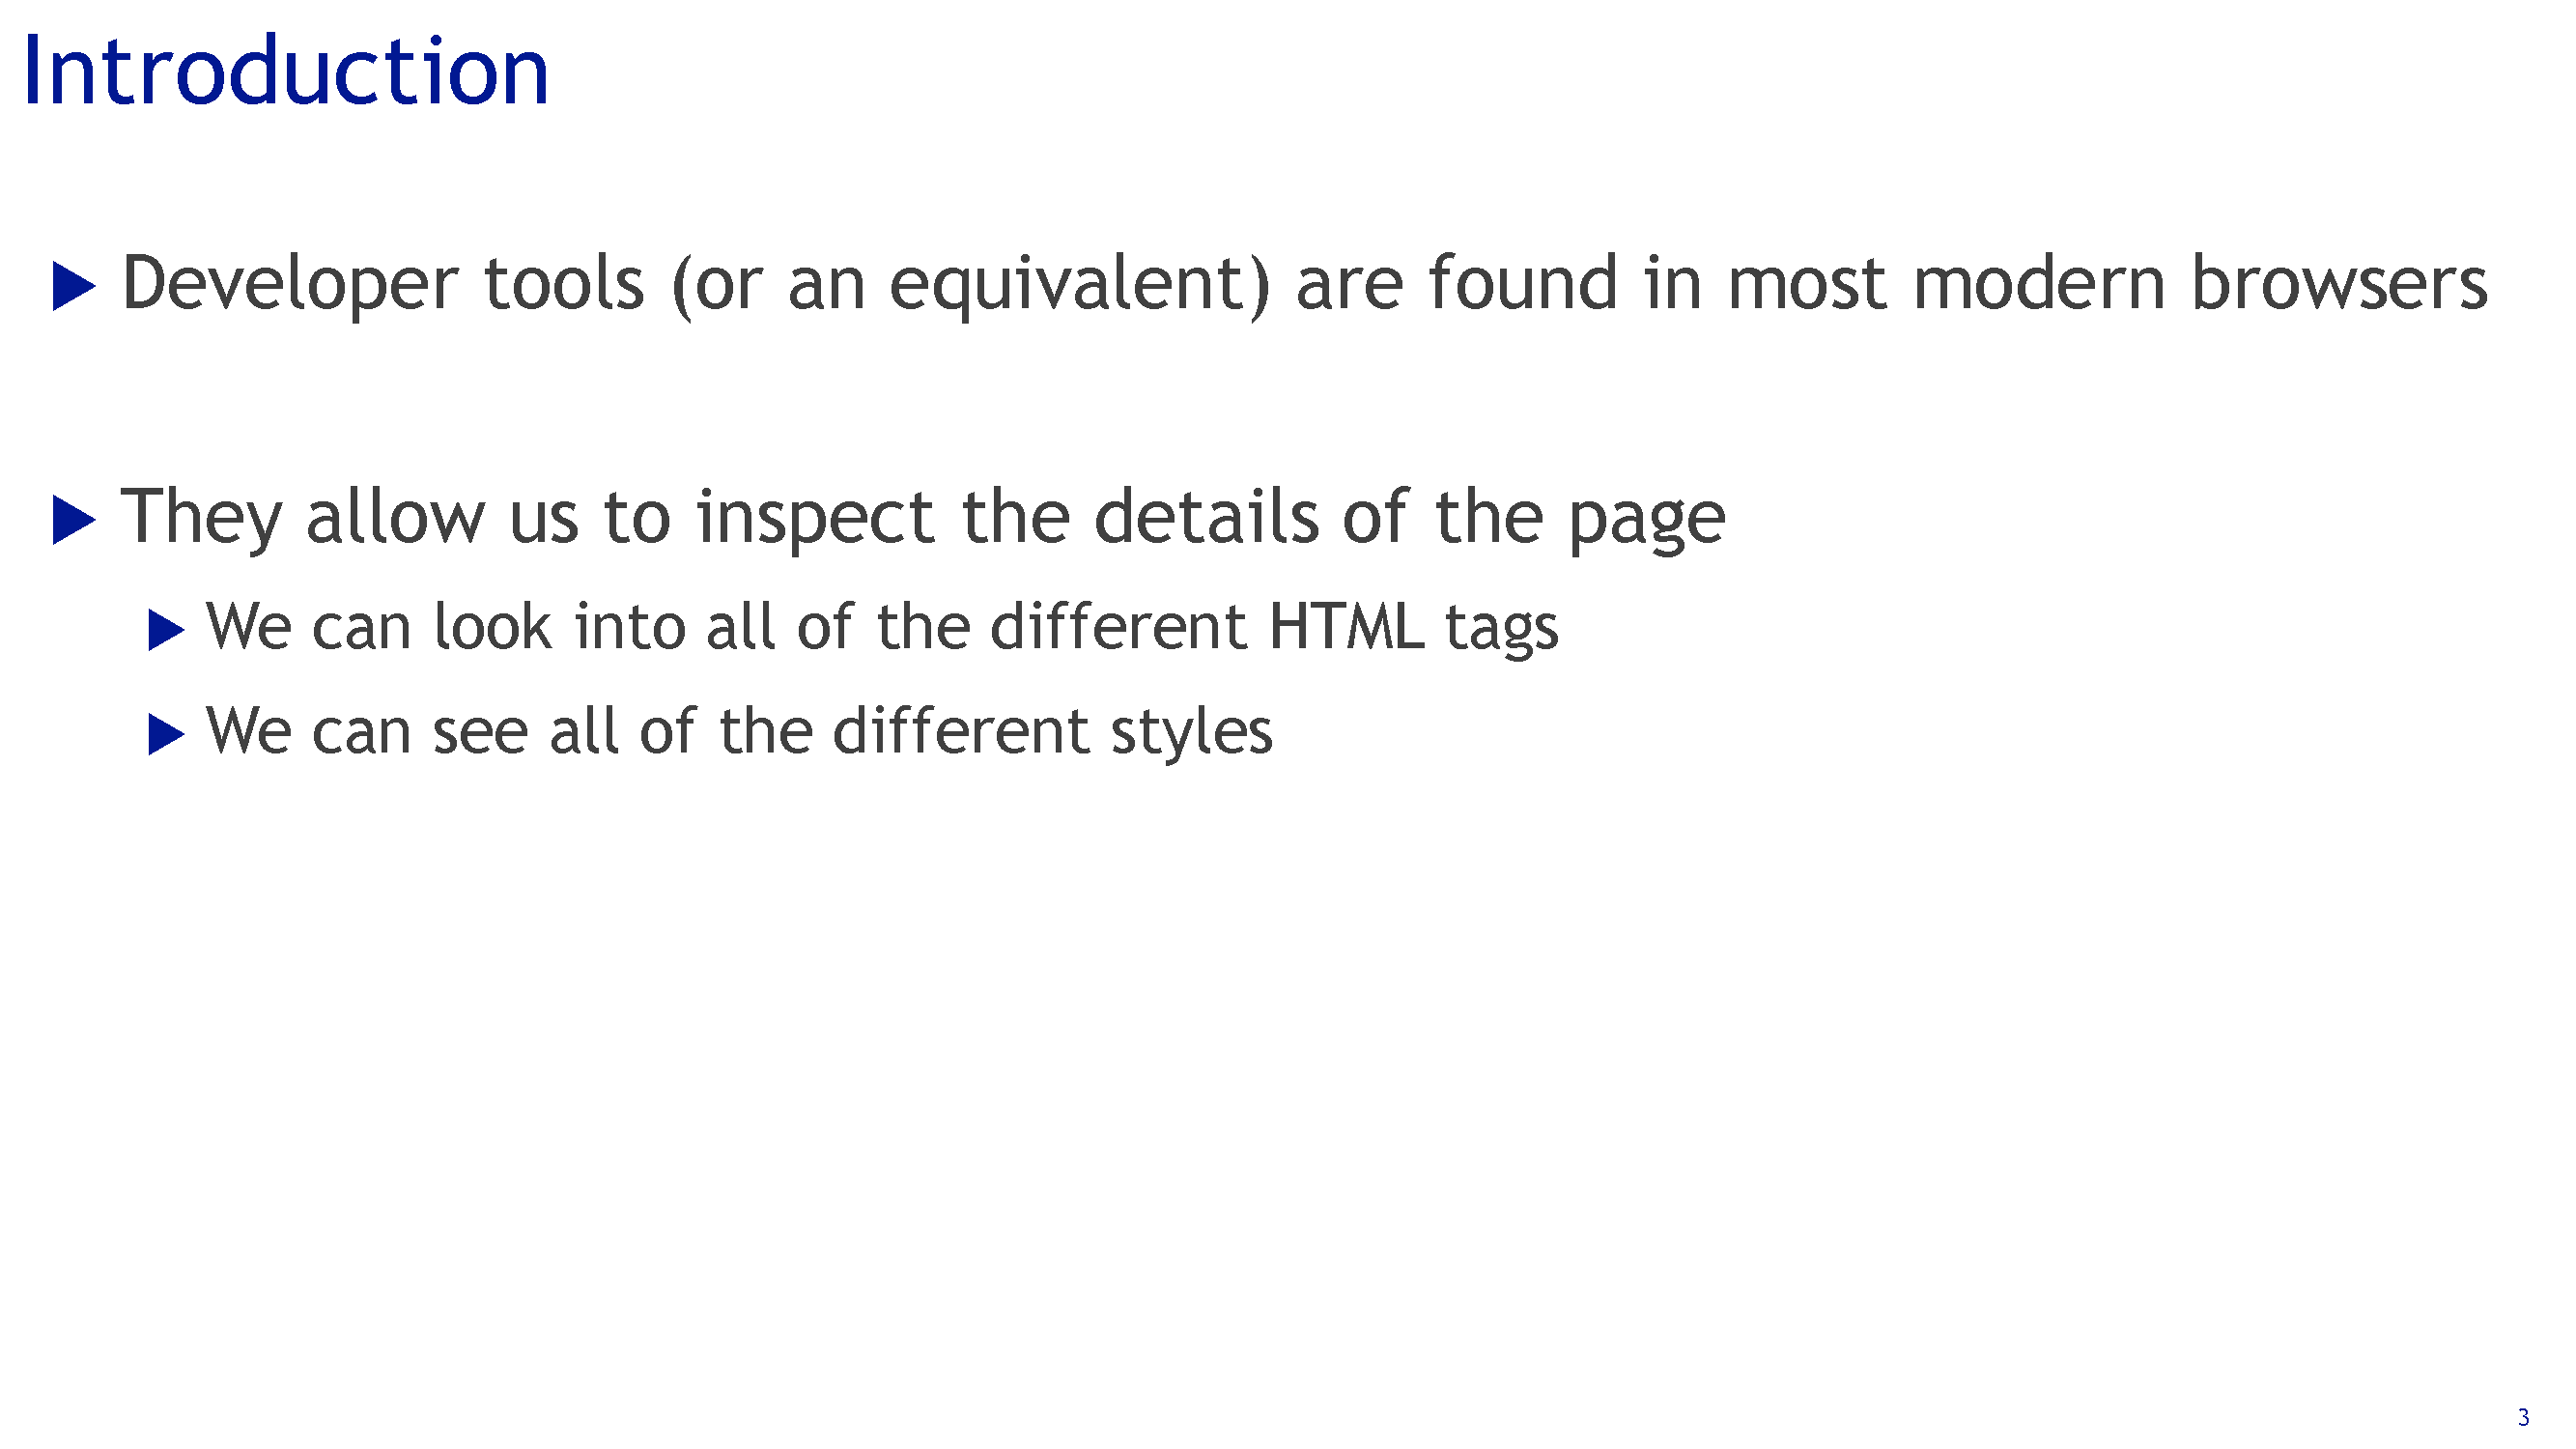 Introduction
Developer tools (or an equivalent) are found in most modern browsers
They allow us to inspect the details of the page
We can look into all of the different HTML tags
We can see all of the different styles
3